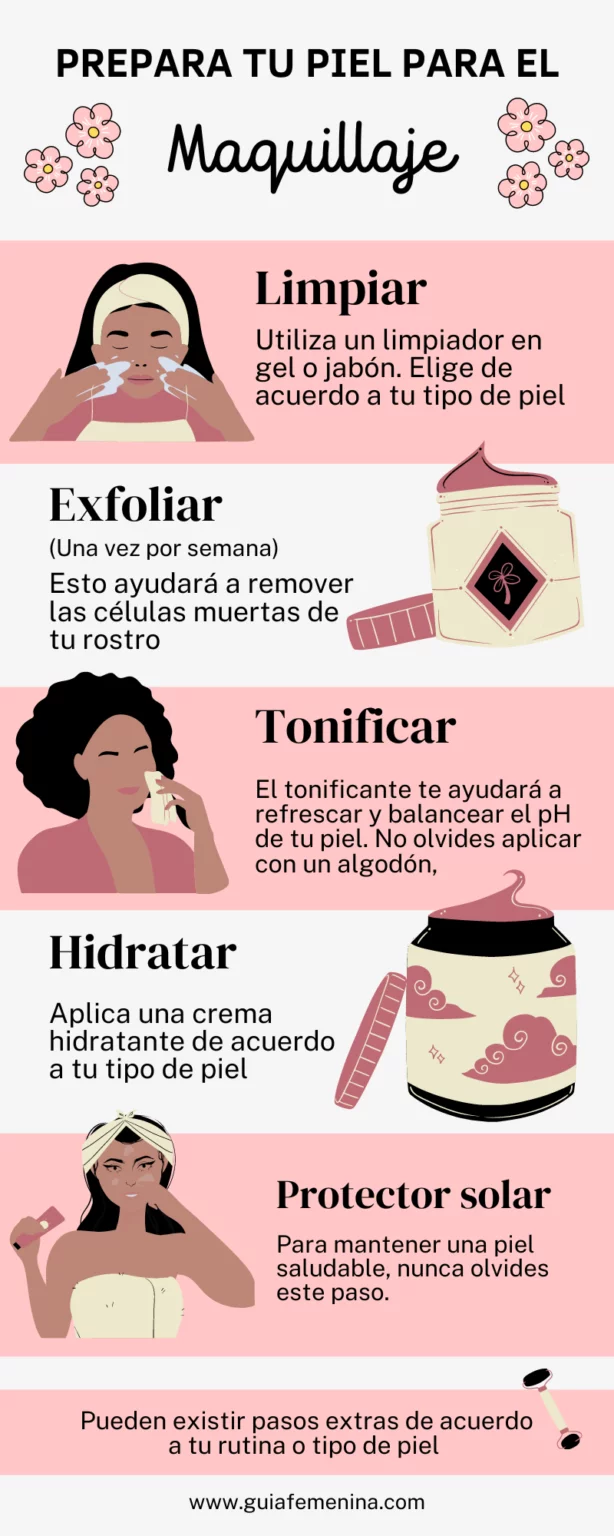 PREPARA TU PIEL PARA EL
Maquillaje
Limpiar
Utiliza un limpiador en
gel o jabón. Elige de
acuerdo a tu tipo de piel
Exfoliar
(Una vez por semana)
Esto ayudará a remover
las células muertas de
tu rostro
Tonificar
El tonificante te ayudará a
refrescar y balancear el pH
de tu piel. No olvides aplicar
con un algodón,
Hidratar
Aplica una crema
hidratante de acuerdo
a tu tipo de piel
Protector solar
Para mantener una piel
saludable, nunca olvides
este paso.
Pueden existir pasos extras de acuerdo
a tu rutina o tipo de piel
www.guiafemenina.com